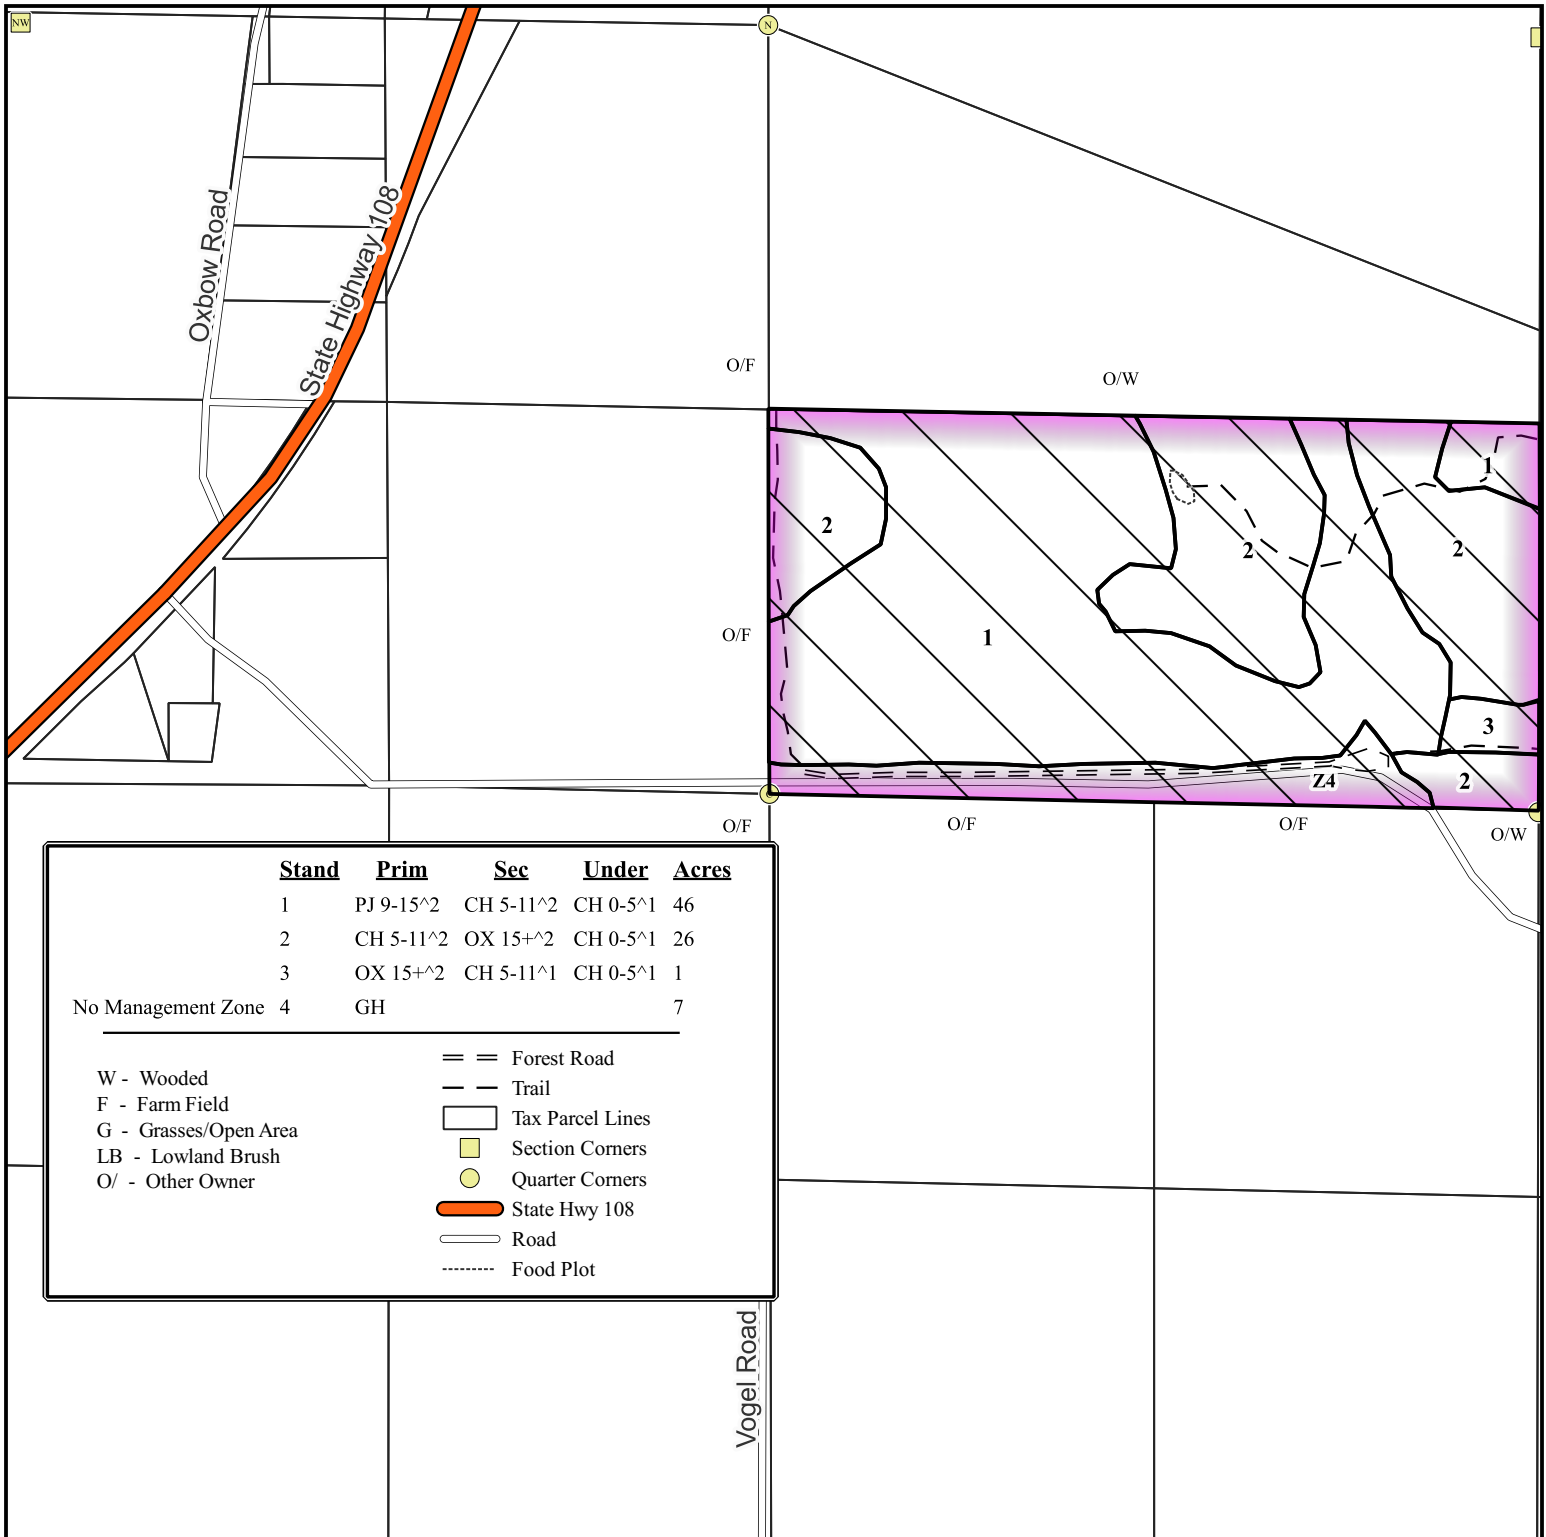 NW
N
Oxbow Road
State Highway 108
O/F
O/W
1
2
2
2
O/F
1
3
Z4
2
O/F
O/F
O/F
O/W
Stand Prim Sec Under Acres
1 PJ 9-15^2 CH 5-11^2 CH 0-5^1 46
2 CH 5-11^2 OX 15+^2 CH 0-5^1 26
3 OX 15+^2 CH 5-11^1 CH 0-5^1 1
No Management Zone 4 GH 7
W - Wooded
F - Farm Field
G - Grasses/Open Area
LB - Lowland Brush
O/ - Other Owner
Forest Road
Trail
Tax Parcel Lines
Section Corners
Quarter Corners
State Hwy 108
Road
Food Plot
Vogel Road